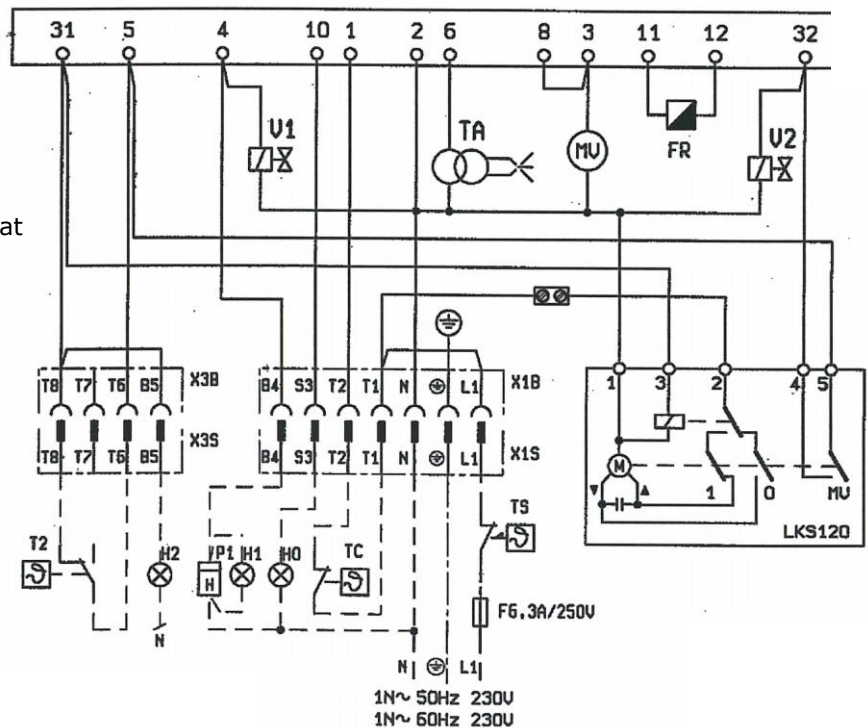 31 5 4 10 1 2 6 8 3 11 12 32
V1 TA MV FR V2
at
T8 T7 T6 B5 X3B
B4 S3 T2 T1 N L1 X1B
1 3 2 4 5
X3S X1S
T8 T7 T6 B5
B4 S3 T2 T1 N L1
M
1 0 MV
LKS120
T2 H2 P1 H1 H0 TC TS
H
N
F6,3A/250V
N L1
1N~ 50Hz 230V
1N~ 60Hz 230V